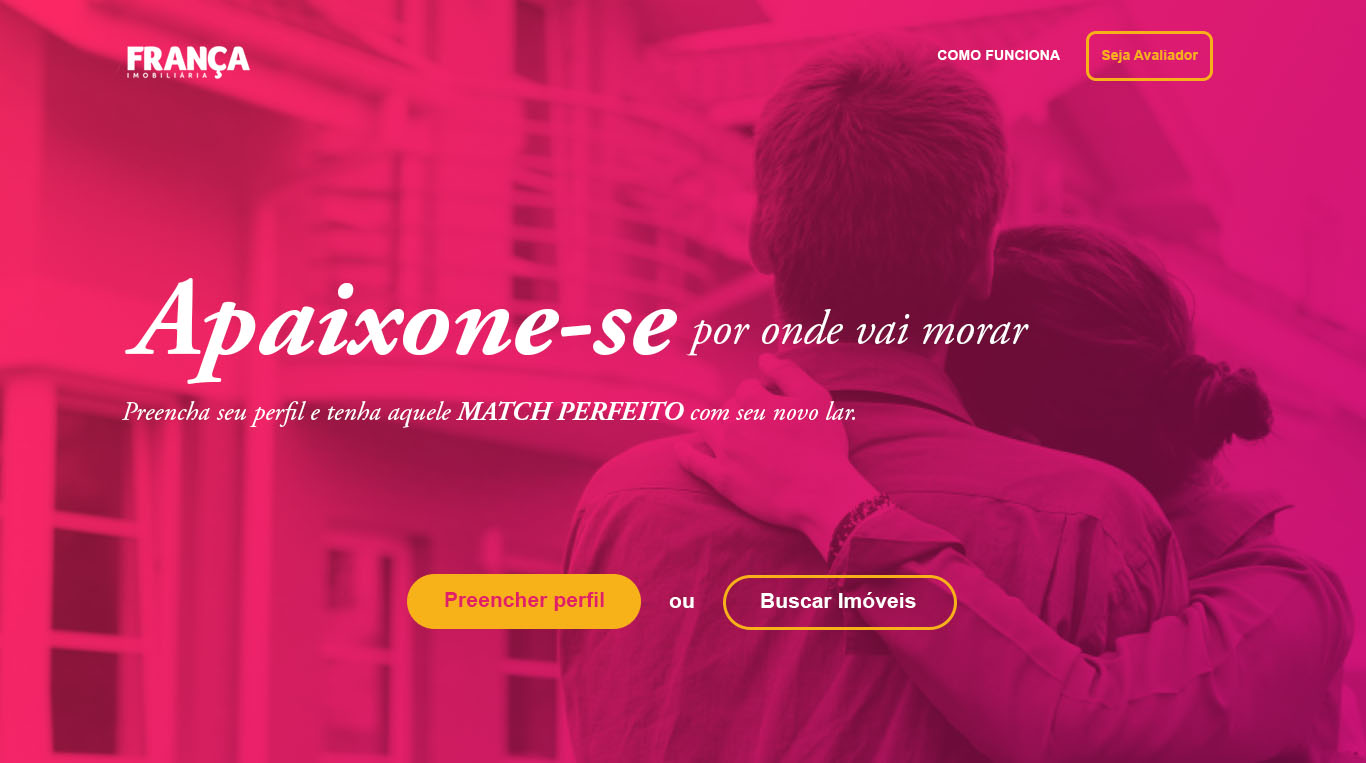 FRANÇA
IMOBILIÁRIA
COMO FUNCIONA
Seja Avaliador
Apaixone-se por onde vai morar
Preencha seu perfil e tenha aquele MATCH PERFEITO com seu novo lar.
Preencher perfil ou Buscar Imóveis